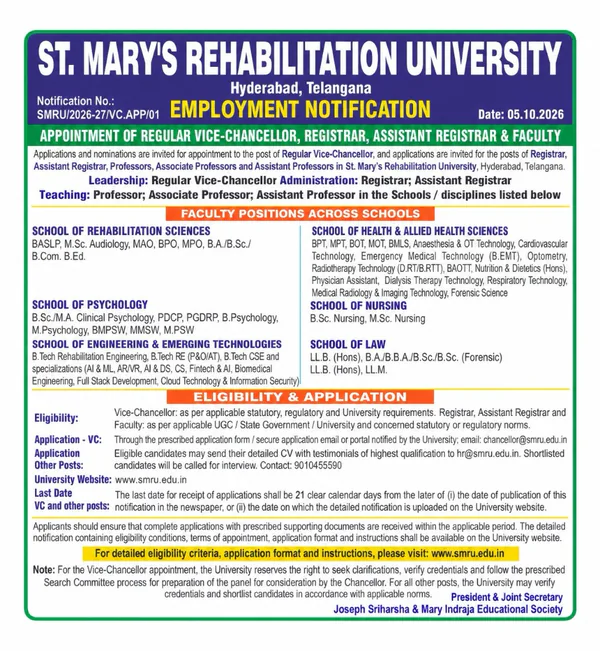 ST. MARY'S REHABILITATION UNIVERSITY
Hyderabad, Telangana
Notification No.:
SMRU/2026-27/VC.APP/01
EMPLOYMENT NOTIFICATION
Date: 05.10.2026
APPOINTMENT OF REGULAR VICE-CHANCELLOR, REGISTRAR, ASSISTANT REGISTRAR & FACULTY
Applications and nominations are invited for appointment to the post of Regular Vice-Chancellor, and applications are invited for the posts of Registrar,
Assistant Registrar, Professors, Associate Professors and Assistant Professors in St. Mary's Rehabilitation University, Hyderabad, Telangana.
Leadership: Regular Vice-Chancellor Administration: Registrar; Assistant Registrar
Teaching: Professor; Associate Professor; Assistant Professor in the Schools / disciplines listed below
FACULTY POSITIONS ACROSS SCHOOLS
SCHOOL OF REHABILITATION SCIENCES
BASLP, M.Sc. Audiology, MAO, BPO, MPO, B.A./B.Sc./
B.Com. B.Ed.
SCHOOL OF PSYCHOLOGY
B.Sc./M.A. Clinical Psychology, PDCP, PGDRP, B.Psychology,
M.Psychology, BMPSW, MMSW, M.PSW
SCHOOL OF ENGINEERING & EMERGING TECHNOLOGIES
B.Tech Rehabilitation Engineering, B.Tech RE (P&O/AT), B.Tech CSE and
specializations (AI & ML, AR/VR, AI & DS, CS, Fintech & AI, Biomedical
Engineering, Full Stack Development, Cloud Technology & Information Security)
SCHOOL OF HEALTH & ALLIED HEALTH SCIENCES
BPT, MPT, BOT, MOT, BMLS, Anaesthesia & OT Technology, Cardiovascular
Technology, Emergency Medical Technology (B.EMT), Optometry,
Radiotherapy Technology (D.RT/B.RTT), BAOTT, Nutrition & Dietetics (Hons),
Physician Assistant, Dialysis Therapy Technology, Respiratory Technology,
Medical Radiology & Imaging Technology, Forensic Science
SCHOOL OF NURSING
B.Sc. Nursing, M.Sc. Nursing
SCHOOL OF LAW
LL.B. (Hons), B.A./B.B.A/B.Sc./B.Sc. (Forensic)
LL.B. (Hons), LL.M.
ELIGIBILITY & APPLICATION
Eligibility: Vice-Chancellor: as per applicable statutory, regulatory and University requirements. Registrar, Assistant Registrar and
Faculty: as per applicable UGC / State Government / University and concerned statutory or regulatory norms.
Application - VC: Through the prescribed application form / secure application email or portal notified by the University; email: chancellor@smru.edu.in
Application Other Posts: Eligible candidates may send their detailed CV with testimonials of highest qualification to hr@smru.edu.in. Shortlisted
candidates will be called for interview. Contact: 9010455590
University Website: www.smru.edu.in
Last Date VC and other posts: The last date for receipt of applications shall be 21 clear calendar days from the later of (i) the date of publication of this
notification in the newspaper, or (ii) the date on which the detailed notification is uploaded on the University website.
Applicants should ensure that complete applications with prescribed supporting documents are received within the applicable period. The detailed
notification containing eligibility conditions, terms of appointment, application format and instructions shall be available on the University website.
For detailed eligibility criteria, application format and instructions, please visit: www.smru.edu.in
Note: For the Vice-Chancellor appointment, the University reserves the right to seek clarifications, verify credentials and follow the prescribed
Search Committee process for preparation of the panel for consideration by the Chancellor. For all other posts, the University may verify
credentials and shortlist candidates in accordance with applicable norms.
President & Joint Secretary
Joseph Sriharsha & Mary Indraja Educational Society